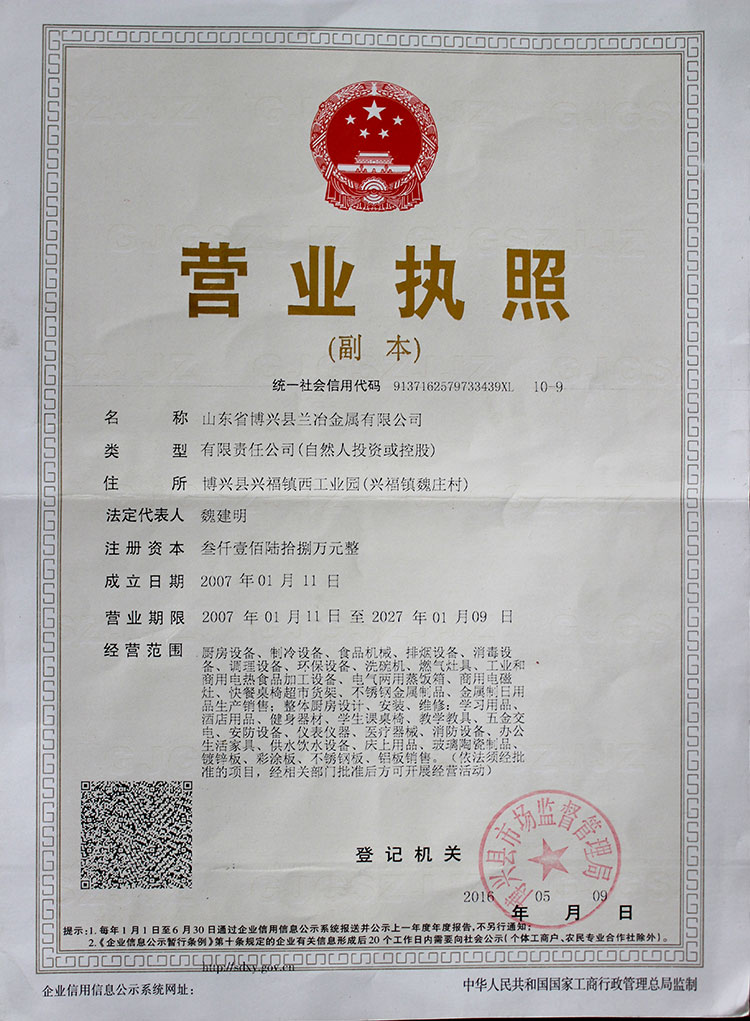 营业执照
(副 本)
统一社会信用代码 9137162579733439XL 10-9
名称 山东省博兴县兰冶金属有限公司
类型 有限责任公司(自然人投资或控股)
住所 博兴县兴福镇西工业园(兴福镇魏庄村)
法定代表人 魏建明
注册资本 叁仟壹佰陆拾捌万元整
成立日期 2007 年 01 月 11 日
营业期限 2007 年 01 月 11 日 至 2027 年 01 月 09 日
经营范围 厨房设备、制冷设备、食品机械、排烟设备、消毒设
备、调理设备、环保设备、洗碗机、燃气灶具、工业和
商用电热食品加工设备、电气两用蒸饭箱、商用电磁
灶、快餐桌椅超市货架、不锈钢金属制品、金属制日用
品生产销售；整体厨房设计、安装、维修；学习用品、
酒店用品、健身器材、学生课桌椅、教学教具、五金交
电、安防设备、仪表仪器、医疗器械、消防设备、办公
生活家具、供水饮水设备、床上用品、玻璃陶瓷制品、
镀锌板、彩涂板、不锈钢板、铝板销售。（依法须经批
准的项目，经相关部门批准后方可开展经营活动）
登记机关
博兴县市场监督管理局
2016 年 05 月 09 日
提示：1. 每年1月1日至6月30日通过企业信用信息公示系统报送并公示上一年度年度报告，不另行通知；
2.《企业信息公示暂行条例》第十条规定的企业有关信息形成后20个工作日内需要向社会公示(个体工商户、农民专业合作社除外)。
http://sdxy.gov.cn
企业信用信息公示系统网址：
中华人民共和国国家工商行政管理总局监制